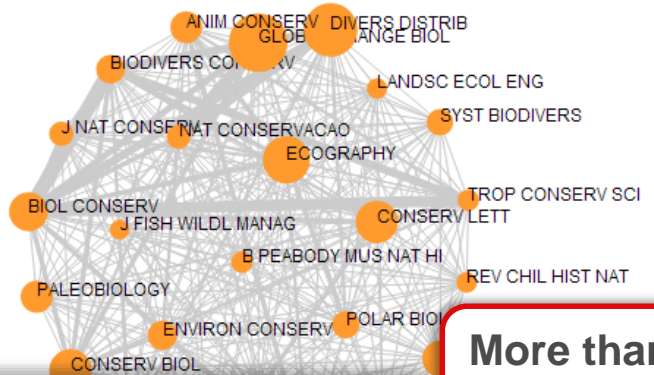 ANIM CONSERV
DIVERS DISTRIB
GLOB CHANGE BIOL
BIODIVERS CONSERV
LANDSC ECOL ENG
SYST BIODIVERS
J NAT CONSERV
NAT CONSERVACAO
ECOGRAPHY
TROP CONSERV SCI
BIOL CONSERV
CONSERV LETT
J FISH WILDL MANAG
B PEABODY MUS NAT HI
REV CHIL HIST NAT
PALEOBIOLOGY
POLAR BIOL
ENVIRON CONSERV
CONSERV BIOL
More than